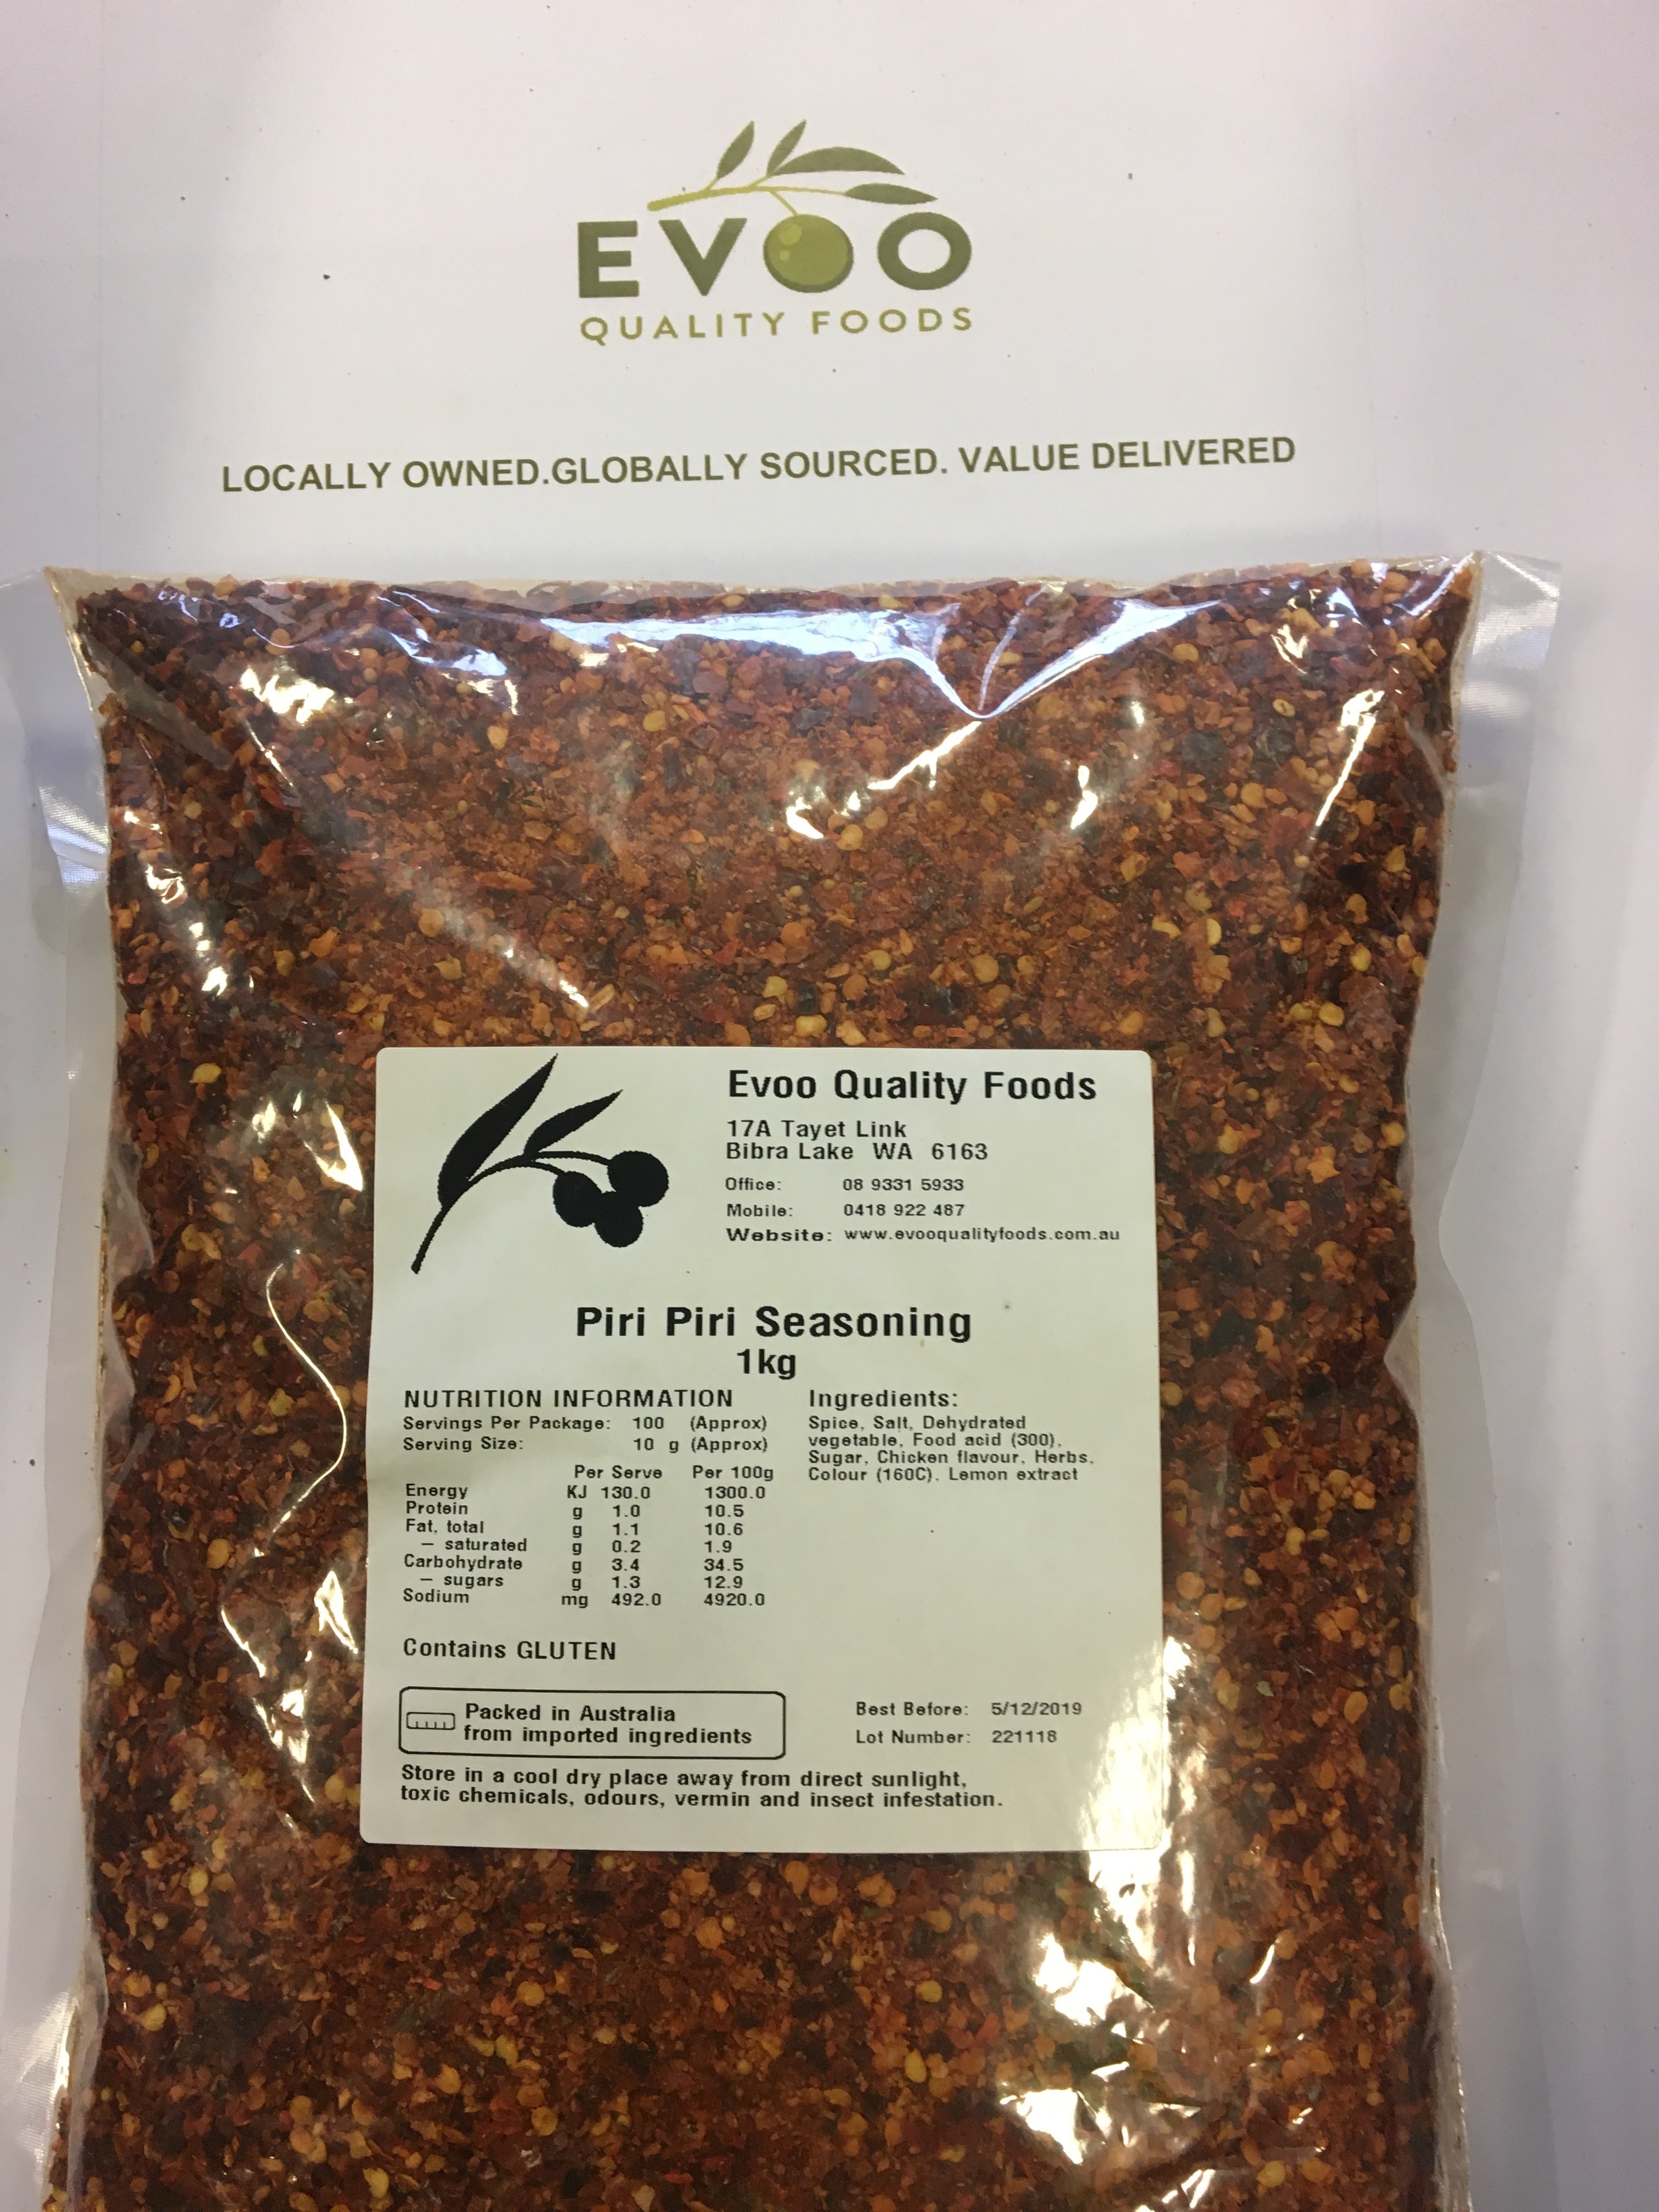 EVOO
QUALITY FOODS
LOCALLY OWNED.GLOBALLY SOURCED. VALUE DELIVERED
Evoo Quality Foods
17A Tayet Link
Bibra Lake WA 6163
Office: 08 9331 5933
Mobile: 0418 922 487
Website: www.evooqualityfoods.com.au
Piri Piri Seasoning
1kg
NUTRITION INFORMATION
Servings Per Package: 100 (Approx)
Serving Size: 10 g (Approx)
Per Serve Per 100g
Energy KJ 130.0 1300.0
Protein g 1.0 10.5
Fat, total g 1.1 10.6
– saturated g 0.2 1.9
Carbohydrate g 3.4 34.5
– sugars g 1.3 12.9
Sodium mg 492.0 4920.0
Ingredients:
Spice, Salt, Dehydrated
vegetable, Food acid (300),
Sugar, Chicken flavour, Herbs,
Colour (160C), Lemon extract
Contains GLUTEN
Packed in Australia
from imported ingredients
Best Before: 5/12/2019
Lot Number: 221118
Store in a cool dry place away from direct sunlight,
toxic chemicals, odours, vermin and insect infestation.